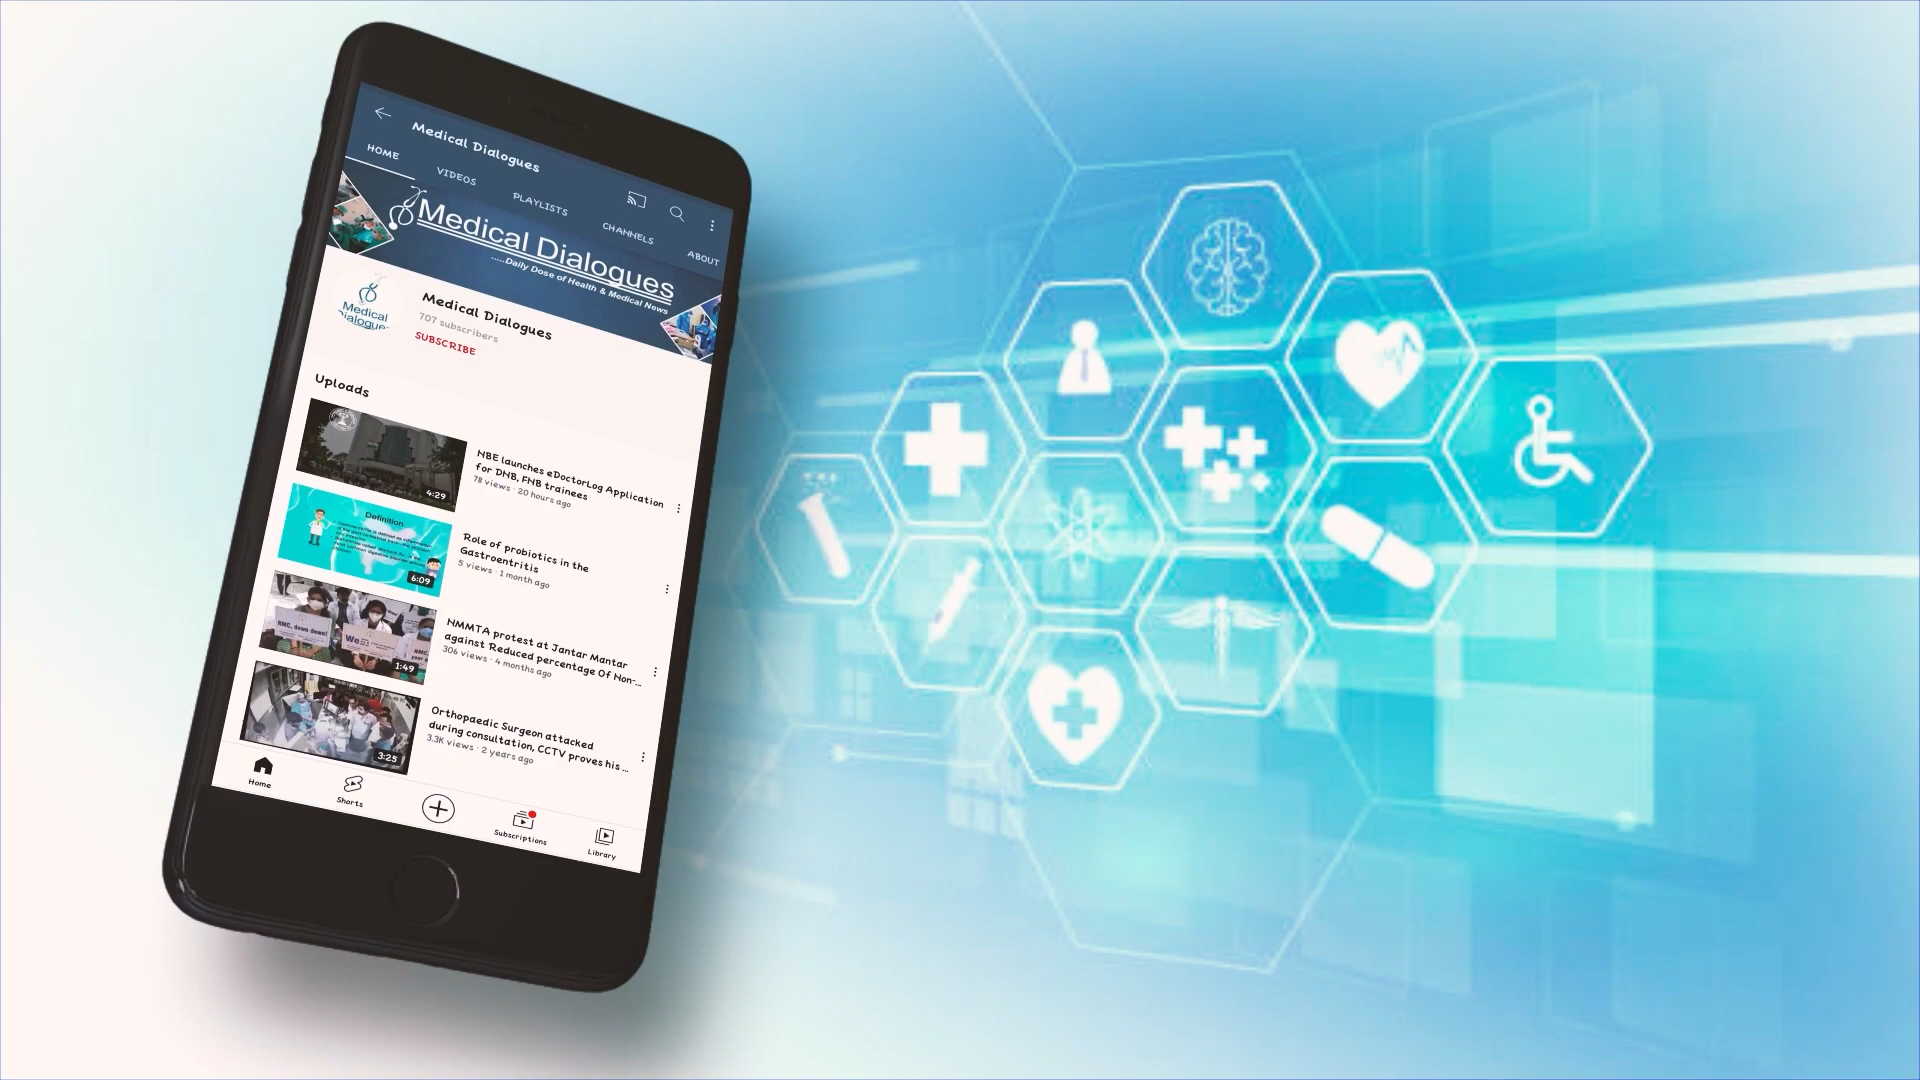 Medical Dialogues
HOME
VIDEOS
PLAYLISTS
CHANNELS
ABOUT
Medical Dialogues
.....Daily Dose of Health & Medical News
Medical
Medical Dialogues
707 subscribers
SUBSCRIBE
Uploads
4:29
NBE launches eDoctorLog Application
for DNB, FNB trainees
78 views · 20 hours ago
Definition
6:09
Role of probiotics in the
Gastroentritis
5 views · 1 month ago
NMC, down down!
We
1:49
NMMTA protest at Jantar Mantar
against Reduced percentage Of Non-...
306 views · 4 months ago
3:25
Orthopaedic Surgeon attacked
during consultation, CCTV proves his ...
3.3K views · 2 years ago
Home
Shorts
Subscriptions
Library